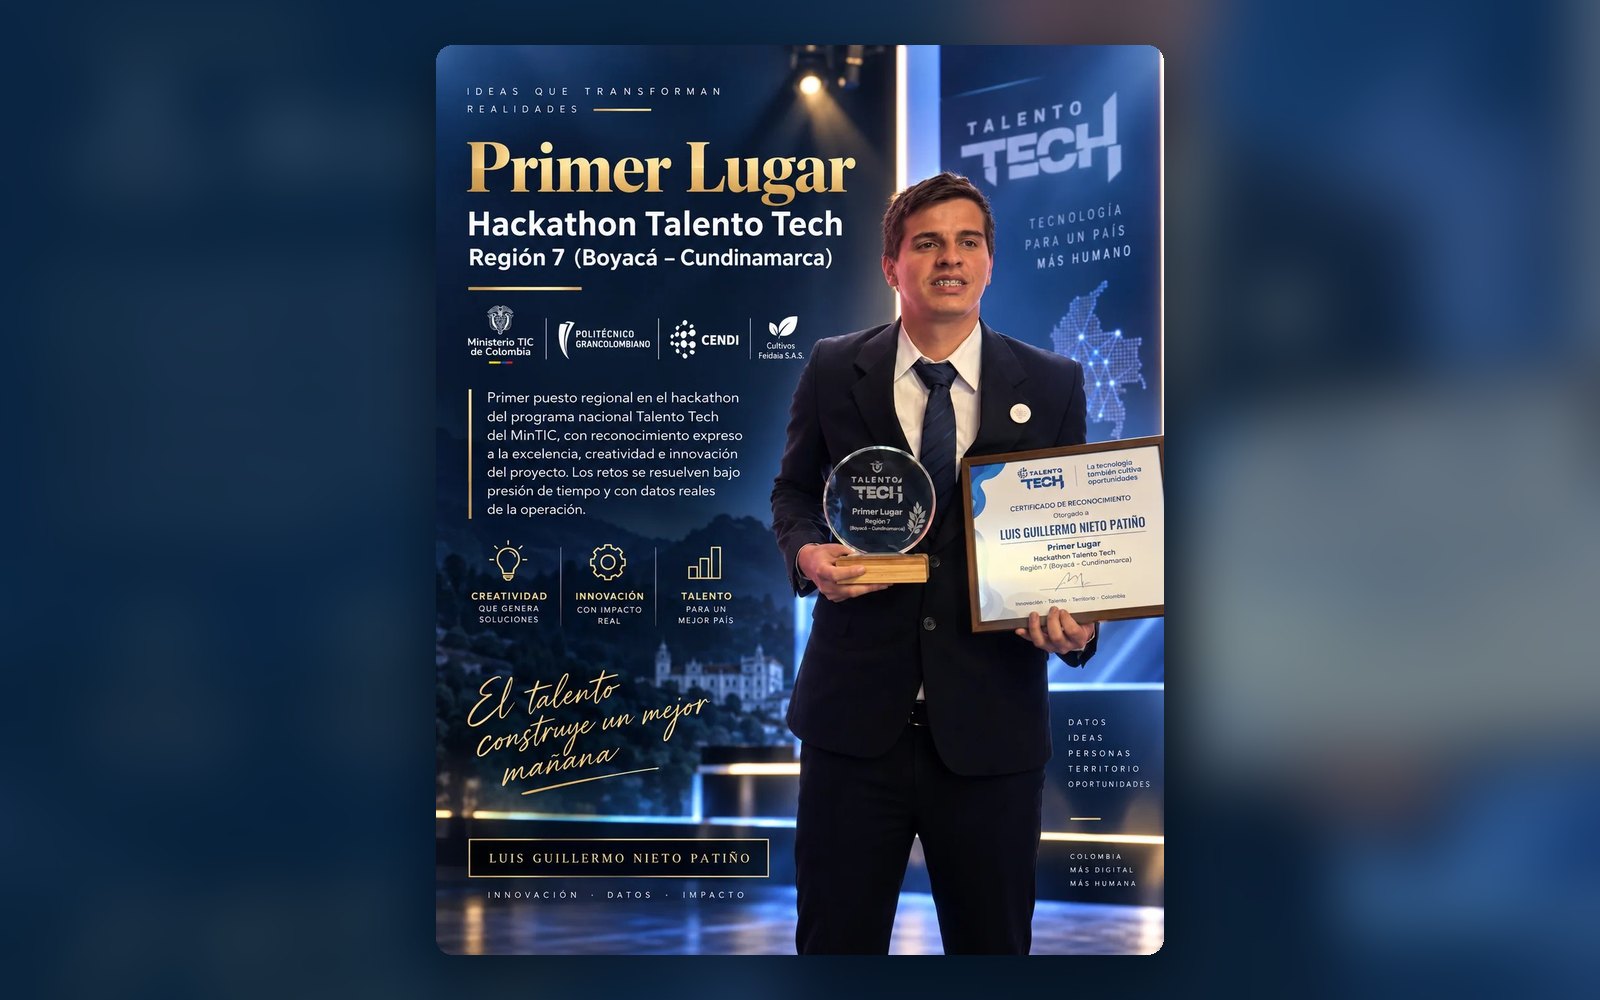 IDEAS QUE TRANSFORMAN
REALIDADES
Primer Lugar
Hackathon Talento Tech
Región 7 (Boyacá – Cundinamarca)
Ministerio TIC
de Colombia
POLITÉCNICO
GRANCOLOMBIANO
CENDI
Cultivos
Feidaia S.A.S.
Primer puesto regional en el hackathon
del programa nacional Talento Tech
del MinTIC, con reconocimiento expreso
a la excelencia, creatividad e innovación
del proyecto. Los retos se resuelven bajo
presión de tiempo y con datos reales
de la operación.
CREATIVIDAD
QUE GENERA
SOLUCIONES
INNOVACIÓN
CON IMPACTO
REAL
TALENTO
PARA UN
MEJOR PAÍS
El talento
construye un mejor
mañana
LUIS GUILLERMO NIETO PATIÑO
INNOVACIÓN · DATOS · IMPACTO
TALENTO
TECH
TECNOLOGÍA
PARA UN PAÍS
MÁS HUMANO
TALENTO
TECH
Primer Lugar
Región 7
(Boyacá - Cundinamarca)
TALENTO
TECH
La tecnología
también cultiva
oportunidades
CERTIFICADO DE RECONOCIMIENTO
Otorgado a
LUIS GUILLERMO NIETO PATIÑO
Primer Lugar
Hackathon Talento Tech
Región 7 (Boyacá - Cundinamarca)
Innovación · Talento · Territorio · Colombia
DATOS
IDEAS
PERSONAS
TERRITORIO
OPORTUNIDADES
COLOMBIA
MÁS DIGITAL
MÁS HUMANA